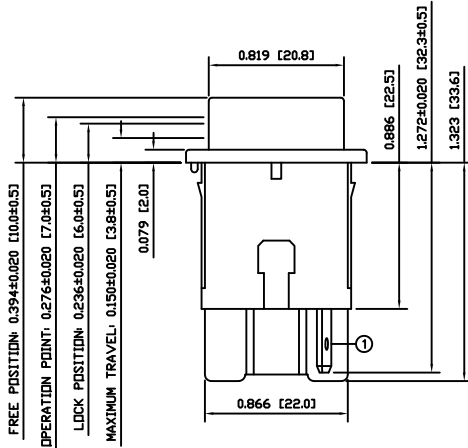 0.819 [20.8]
0.886 [22.5]
1.272±0.020 [32.3±0.5]
1.323 [33.6]
FREE POSITION: 0.394±0.020 [10.0±0.5]
OPERATION POINT: 0.276±0.020 [7.0±0.5]
LOCK POSITION: 0.236±0.020 [6.0±0.5]
MAXIMUM TRAVEL: 0.150±0.020 [3.8±0.5]
0.079 [2.0]
1
0.866 [22.0]